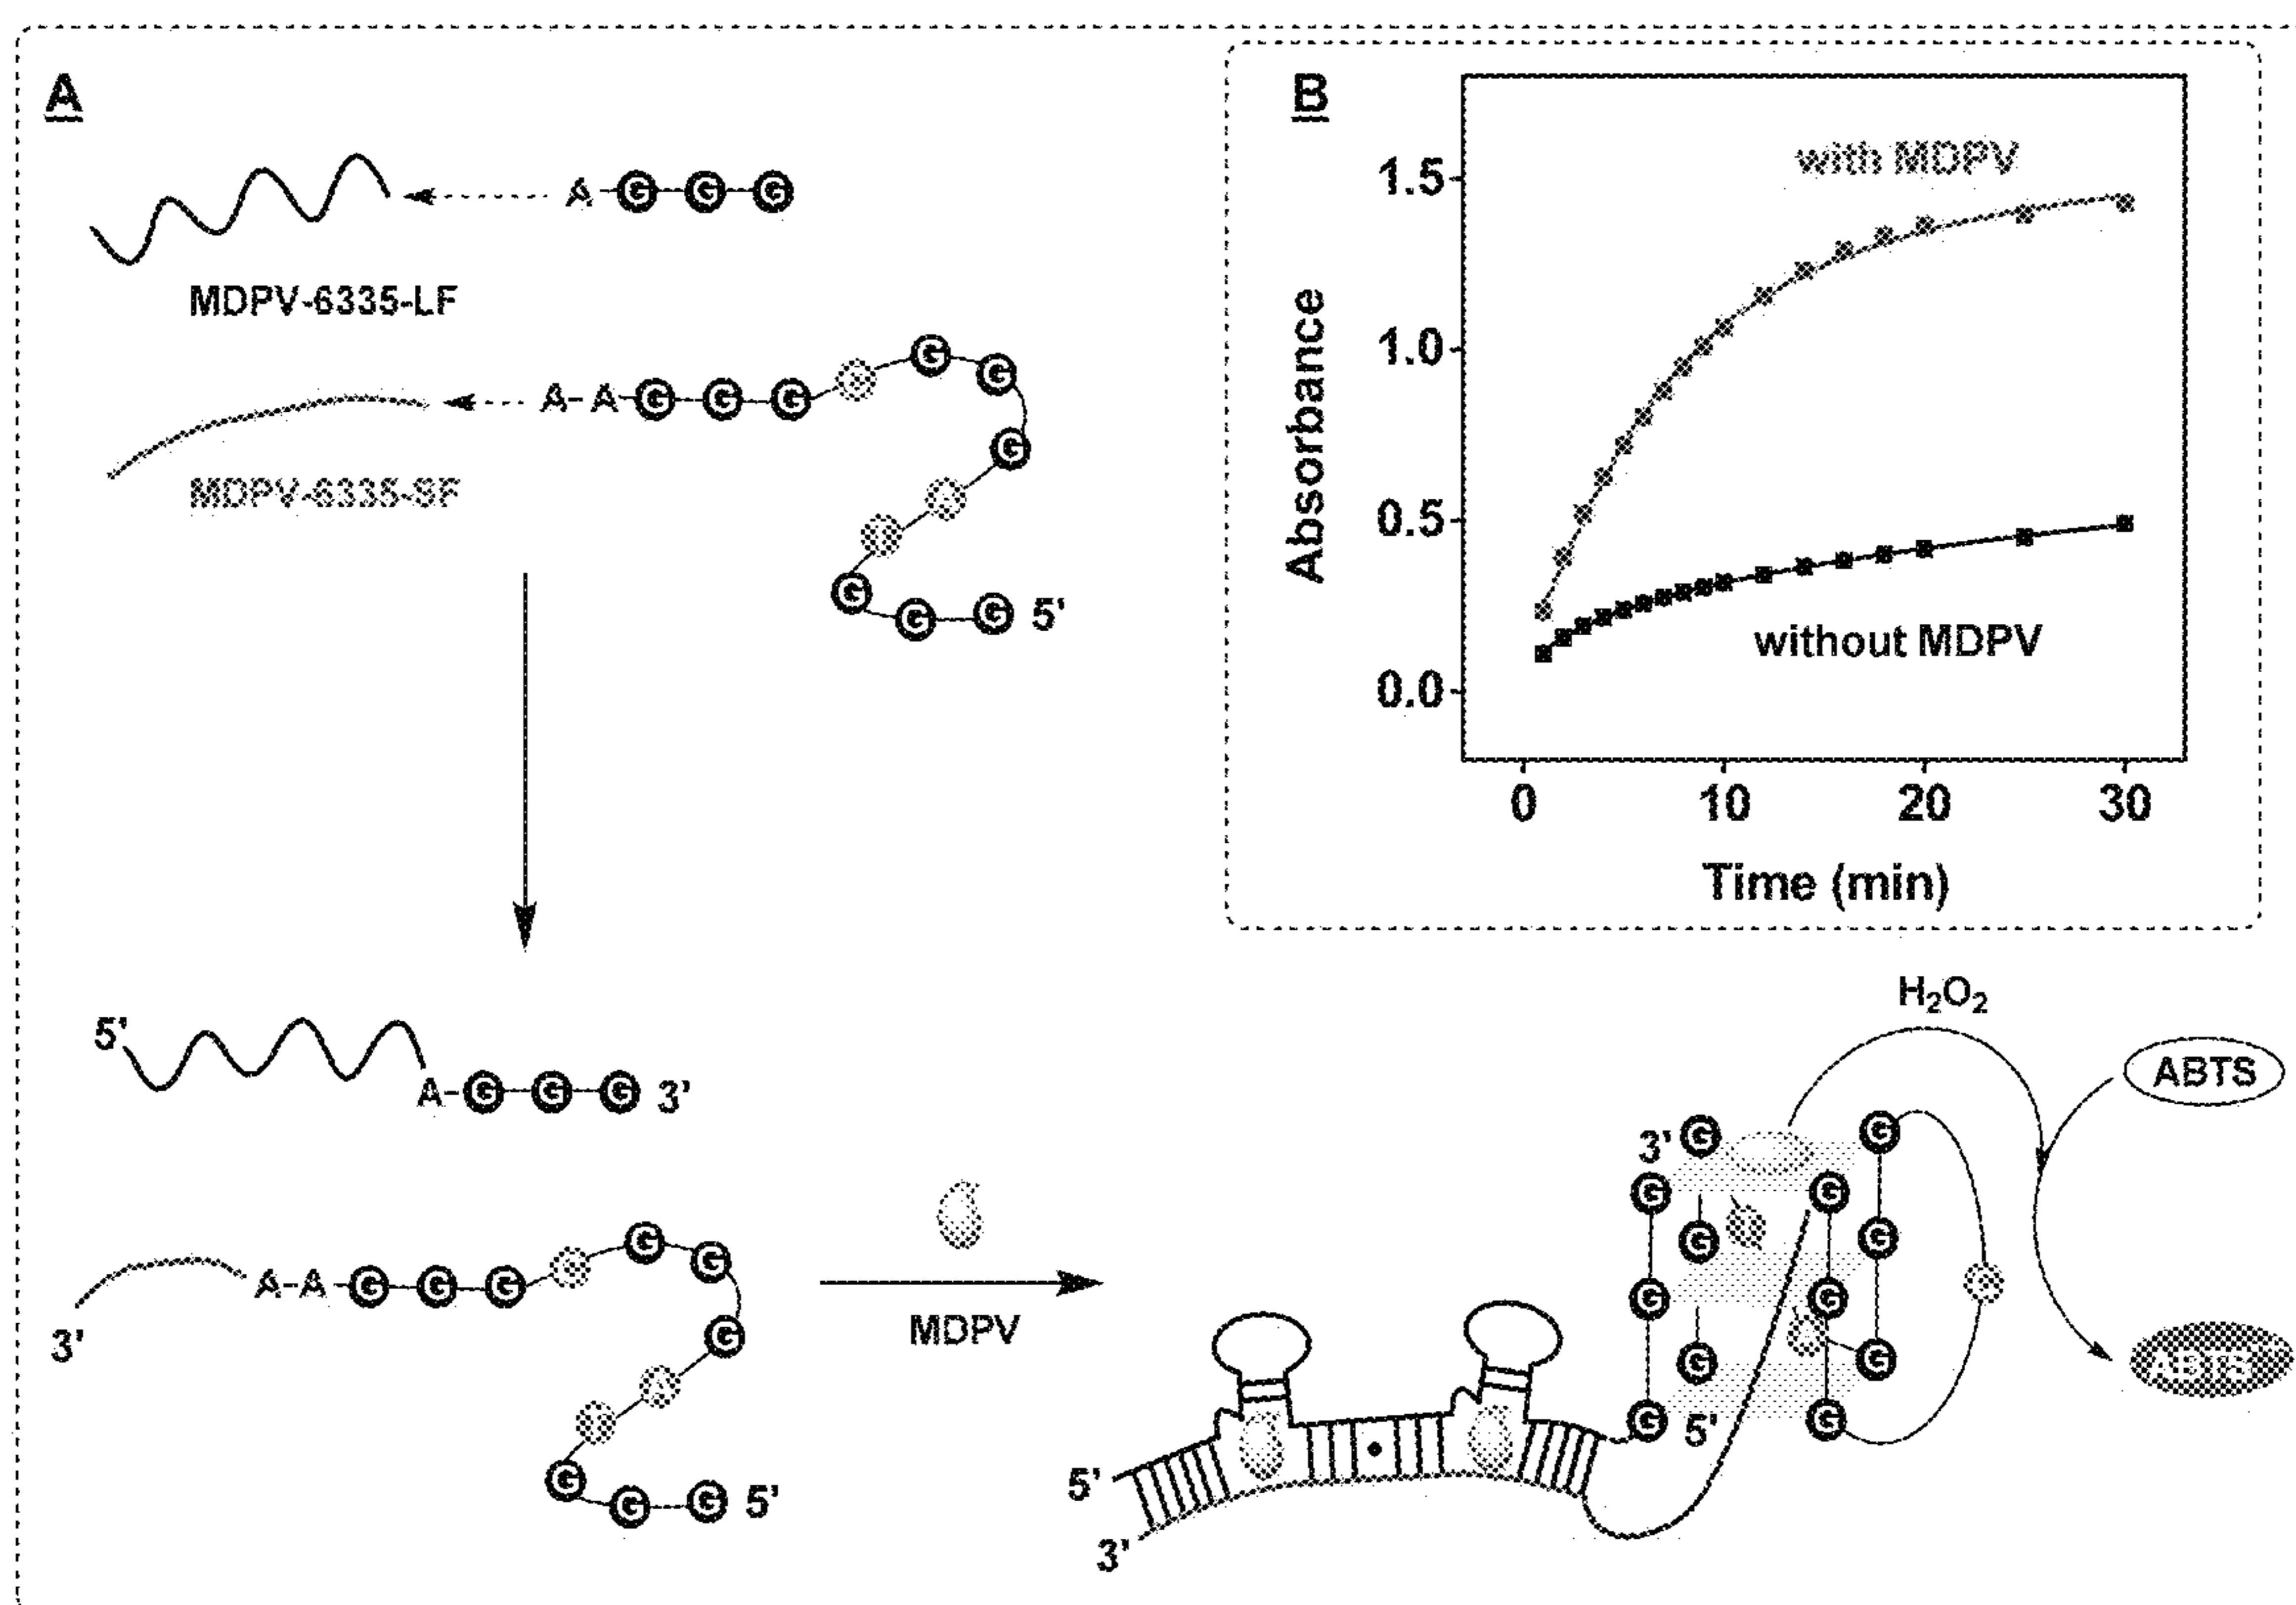 A
A G G G
MDPV-6335-LF
A-A G G G G G G
MDPV-6335-SF
A
G G G 5'
B
with MDPV
1.5
1.0
0.5
0.0
Absorbance
without MDPV
0 10 20 30
Time (min)
5'
A-G G G 3'
A-A G G G G G G
3'
A
G G G 5'
MDPV
H2O2
ABTS
3' G G
G G
G G
G G
G G
G 5' G
5'
3'
ABTS